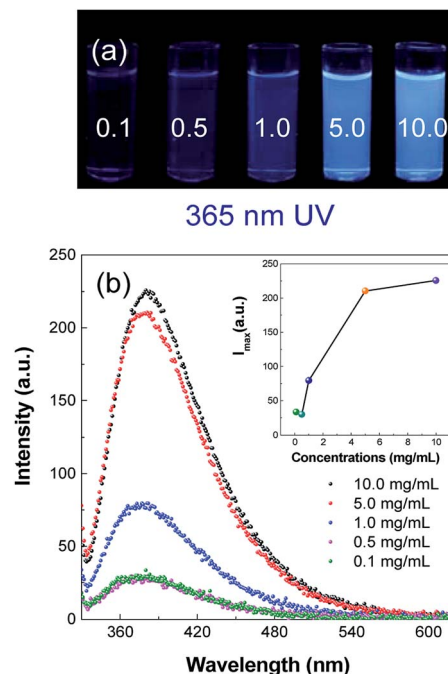 (a)
0.1 0.5 1.0 5.0 10.0
365 nm UV
(b)
Intensity (a.u.)
250
200
150
100
50
0
360 420 480 540 600
Wavelength (nm)
I_max(a.u.)
250
200
150
100
50
0
0 2 4 6 8 10
Concentrations (mg/mL)
10.0 mg/mL
5.0 mg/mL
1.0 mg/mL
0.5 mg/mL
0.1 mg/mL